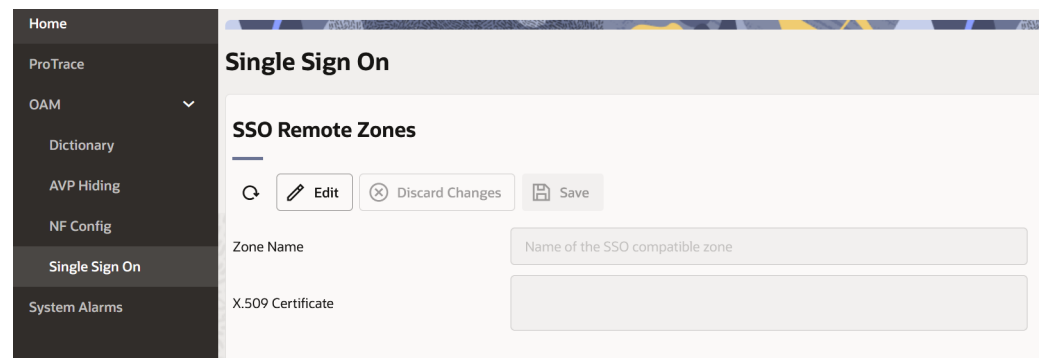 Home
ProTrace
OAM
Dictionary
AVP Hiding
NF Config
Single Sign On
System Alarms
Single Sign On
SSO Remote Zones
Edit
Discard Changes
Save
Zone Name
Name of the SSO compatible zone
X.509 Certificate